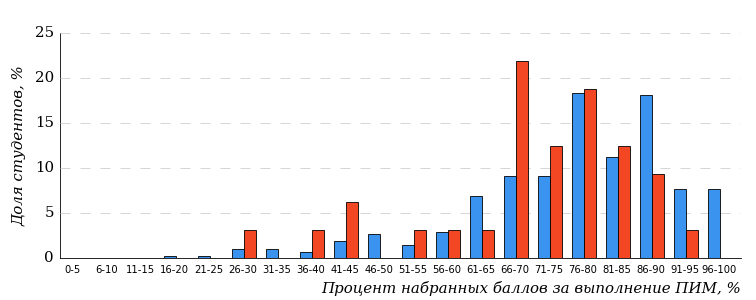 25
20
15
10
5
0
Доля студентов, %
0-5 6-10 11-15 16-20 21-25 26-30 31-35 36-40 41-45 46-50 51-55 56-60 61-65 66-70 71-75 76-80 81-85 86-90 91-95 96-100
Процент набранных баллов за выполнение ПИМ, %